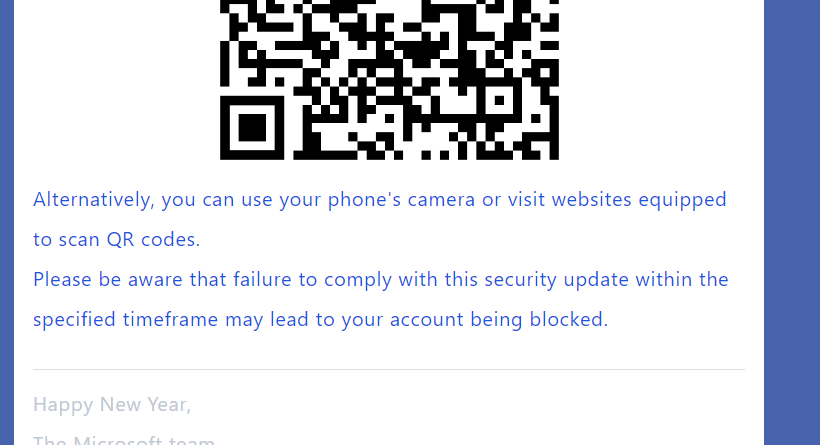 Alternatively, you can use your phone's camera or visit websites equipped
to scan QR codes.
Please be aware that failure to comply with this security update within the
specified timeframe may lead to your account being blocked.
Happy New Year,
The Microsoft team